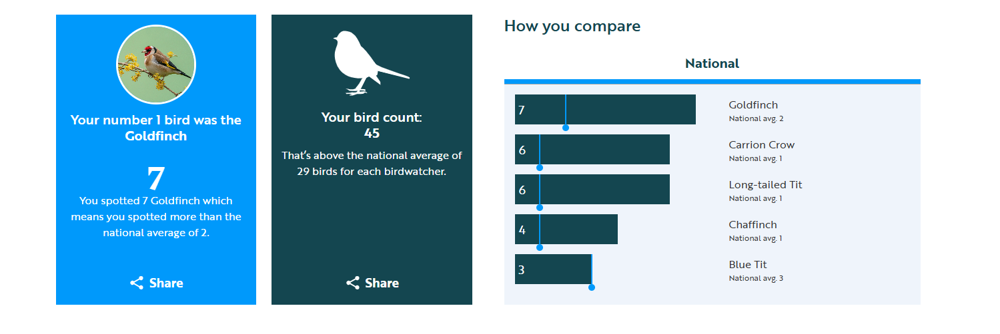 Your number 1 bird was the
Goldfinch
7
You spotted 7 Goldfinch which
means you spotted more than the
national average of 2.
Share
Your bird count:
45
That's above the national average of
29 birds for each birdwatcher.
Share
How you compare
National
7
Goldfinch
National avg. 2
6
Carrion Crow
National avg. 1
6
Long-tailed Tit
National avg. 1
4
Chaffinch
National avg. 1
3
Blue Tit
National avg. 3